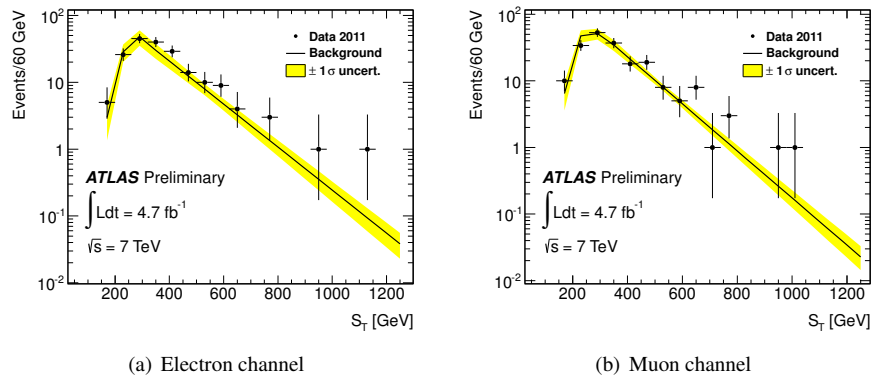 Events/60 GeV
10²
10
1
10⁻¹
10⁻²
Data 2011
Background
± 1σ uncert.
ATLAS Preliminary
∫ Ldt = 4.7 fb⁻¹
√s = 7 TeV
200 400 600 800 1000 1200
S_T [GeV]
(a) Electron channel
Events/60 GeV
10²
10
1
10⁻¹
10⁻²
Data 2011
Background
± 1σ uncert.
ATLAS Preliminary
∫ Ldt = 4.7 fb⁻¹
√s = 7 TeV
200 400 600 800 1000 1200
S_T [GeV]
(b) Muon channel